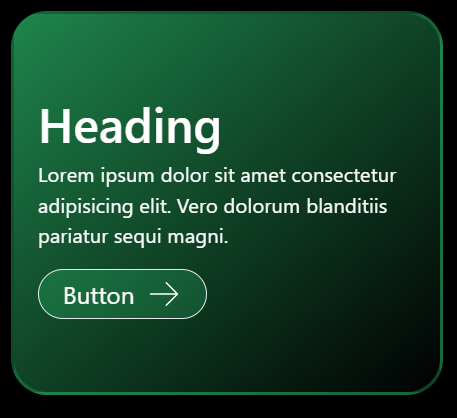 Heading
Lorem ipsum dolor sit amet consectetur
adipisicing elit. Vero dolorum blanditiis
pariatur sequi magni.
Button